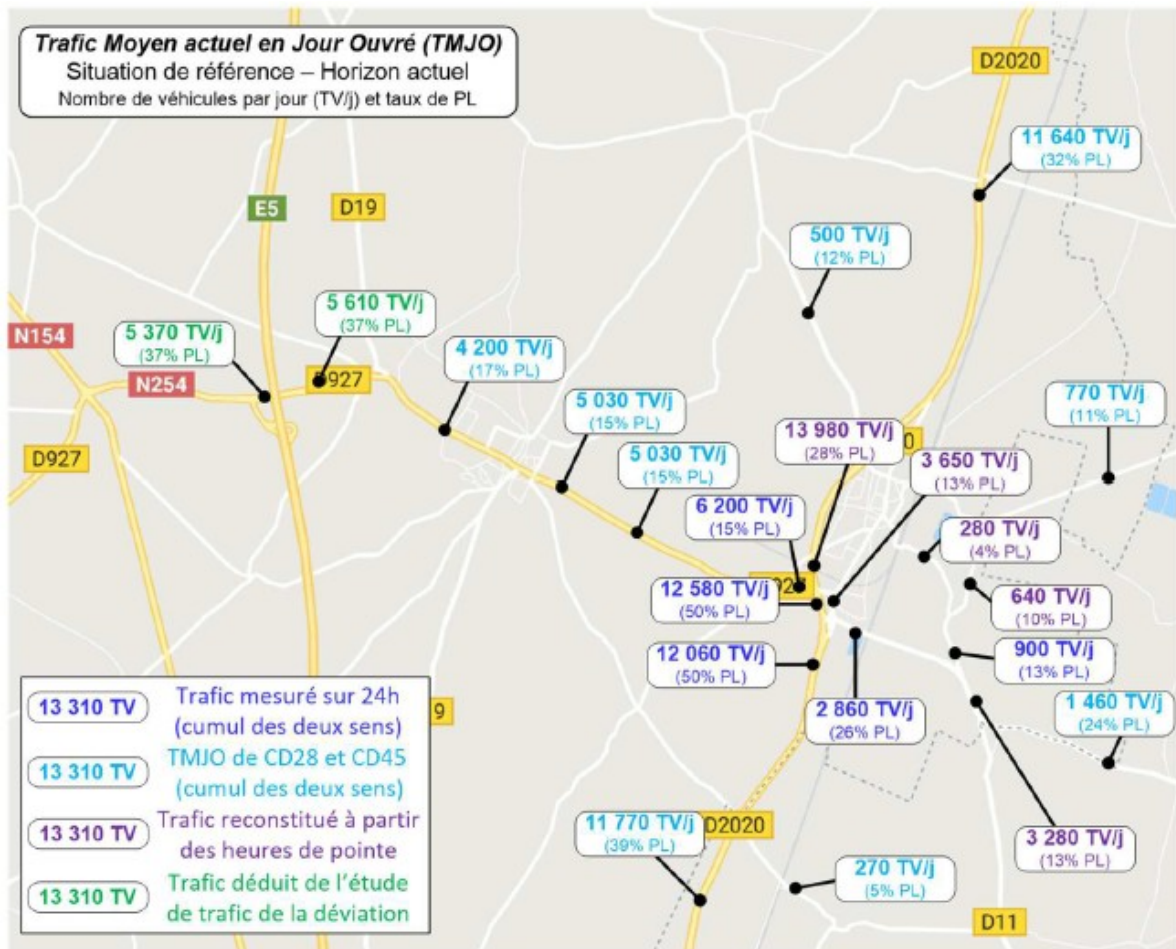 Trafic Moyen actuel en Jour Ouvré (TMJO)
Situation de référence – Horizon actuel
Nombre de véhicules par jour (TV/j) et taux de PL
D2020
11 640 TV/j
(32% PL)
E5
D19
500 TV/j
(12% PL)
5 610 TV/j
(37% PL)
N154
5 370 TV/j
(37% PL)
4 200 TV/j
(17% PL)
N254
D927
770 TV/j
(11% PL)
5 030 TV/j
(15% PL)
13 980 TV/j
(28% PL)
0
D927
5 030 TV/j
(15% PL)
3 650 TV/j
(13% PL)
6 200 TV/j
(15% PL)
280 TV/j
(4% PL)
927
12 580 TV/j
(50% PL)
640 TV/j
(10% PL)
12 060 TV/j
(50% PL)
900 TV/j
(13% PL)
2 860 TV/j
(26% PL)
1 460 TV/j
(24% PL)
13 310 TV
Trafic mesuré sur 24h
(cumul des deux sens)
9
13 310 TV
TMJO de CD28 et CD45
(cumul des deux sens)
13 310 TV
Trafic reconstitué à partir
des heures de pointe
13 310 TV
Trafic déduit de l'étude
de trafic de la déviation
11 770 TV/j
(39% PL)
D2020
3 280 TV/j
(13% PL)
270 TV/j
(5% PL)
D11